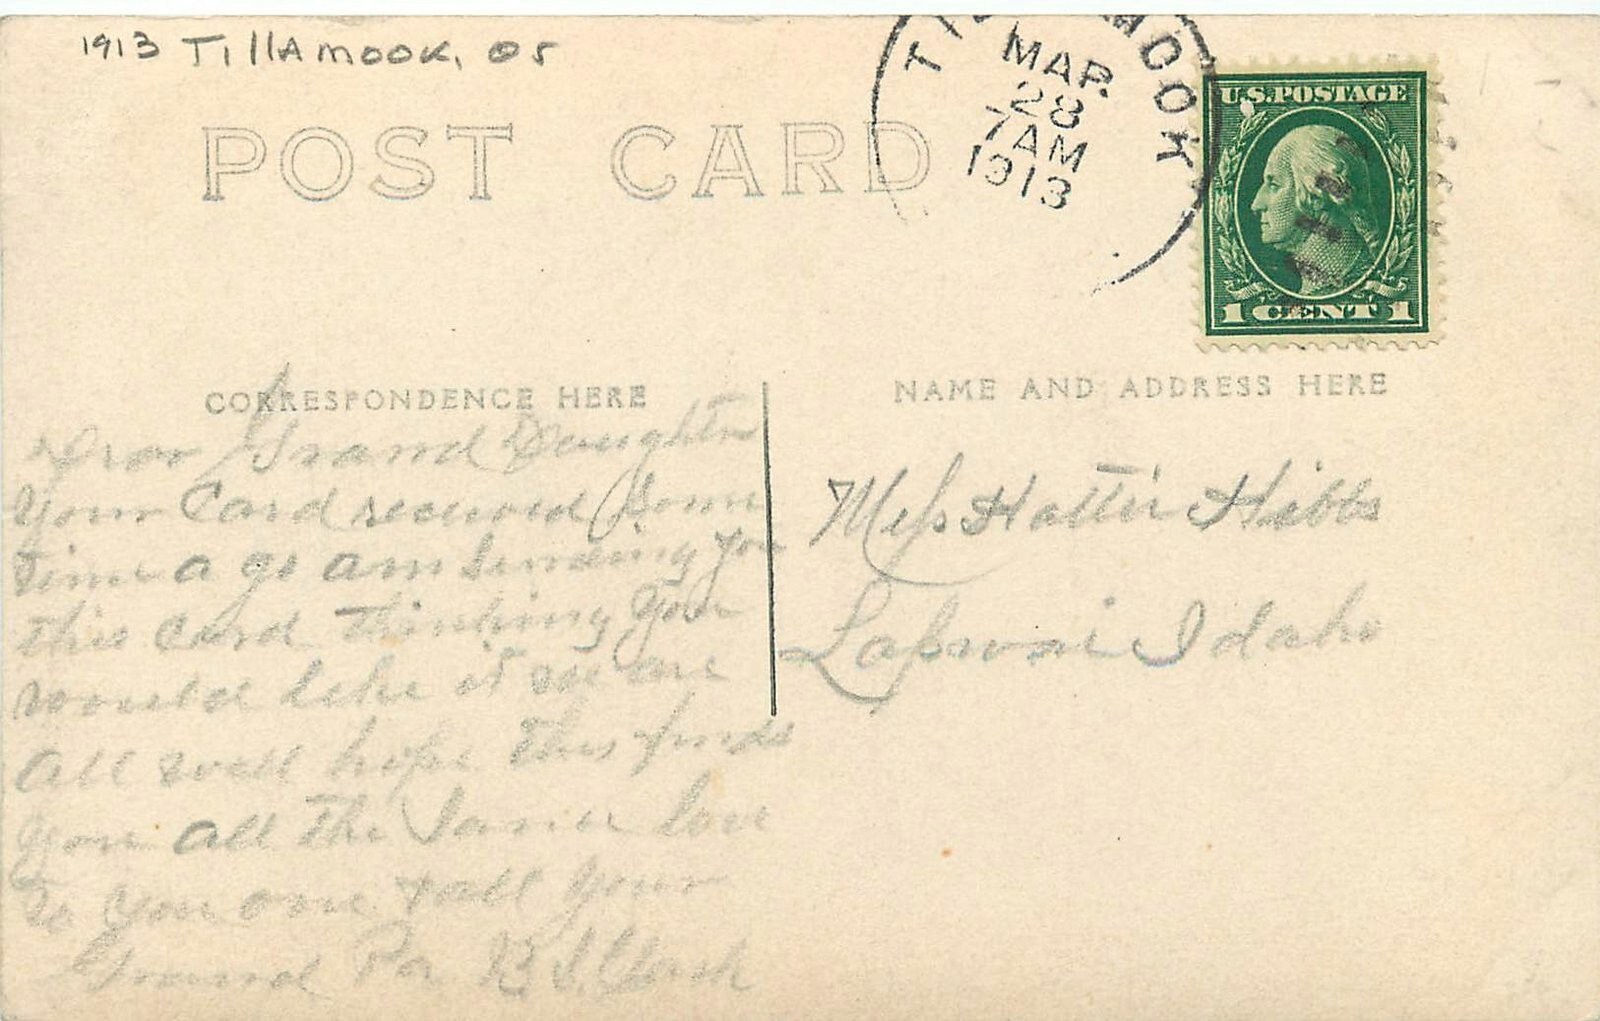 1913 Tillamook, Or
POST CARD
TILLAMOOK
MAR
28
7 AM
1913
U.S. POSTAGE
1 CENT 1
CORRESPONDENCE HERE
Dear Grand Daughter
your Card received Some
time a go am Sending you
this Card thinking you
would like it we are
all well hope this finds
you all the Same love
to you one & all your
Grand Pa B S Clark
NAME AND ADDRESS HERE
Miss Hattie Hibbs
Lapwai Idaho